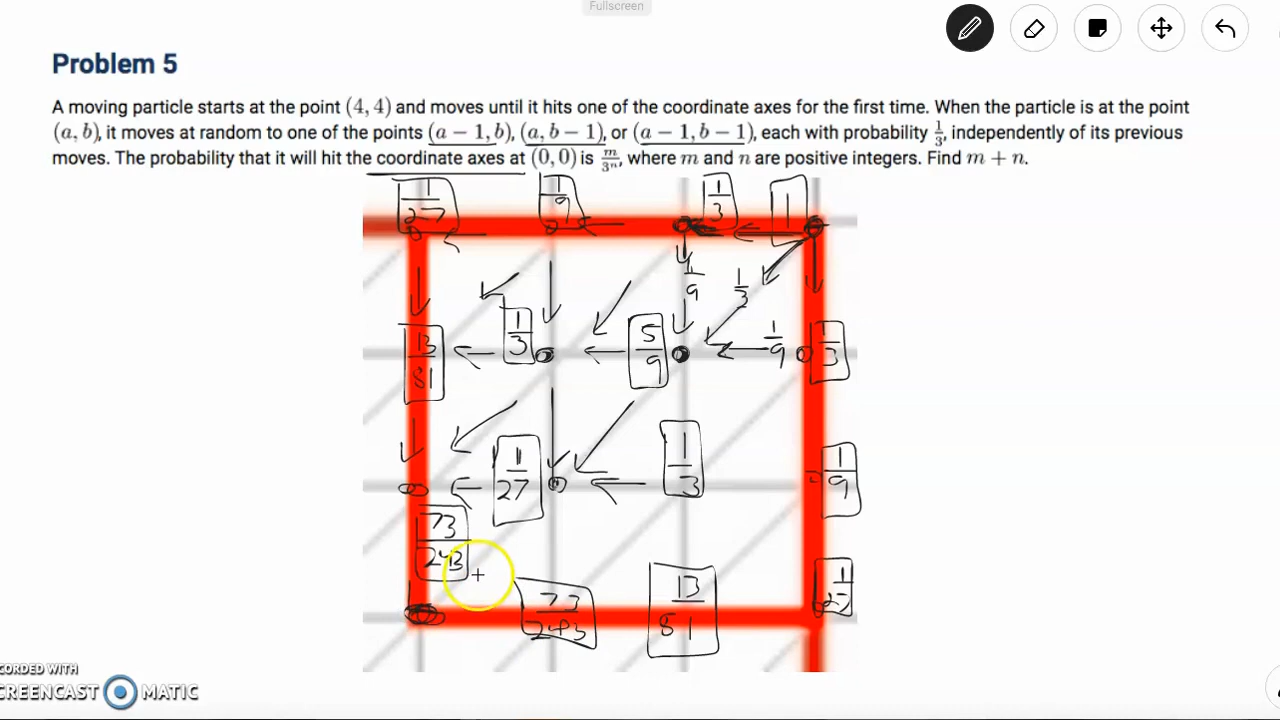 Fullscreen
Problem 5
A moving particle starts at the point (4, 4) and moves until it hits one of the coordinate axes for the first time. When the particle is at the point
(a, b), it moves at random to one of the points (a − 1, b), (a, b − 1), or (a − 1, b − 1), each with probability 1/3, independently of its previous
moves. The probability that it will hit the coordinate axes at (0, 0) is m/3ⁿ, where m and n are positive integers. Find m + n.
1/27 1/9 1/3 1
1/9 1/3
13/81 1/3 5/9 1/9 1/3
11/27 1/3 1/9
73/243
73/243 13/81 1/27
CORDED WITH
SCREENCAST MATIC